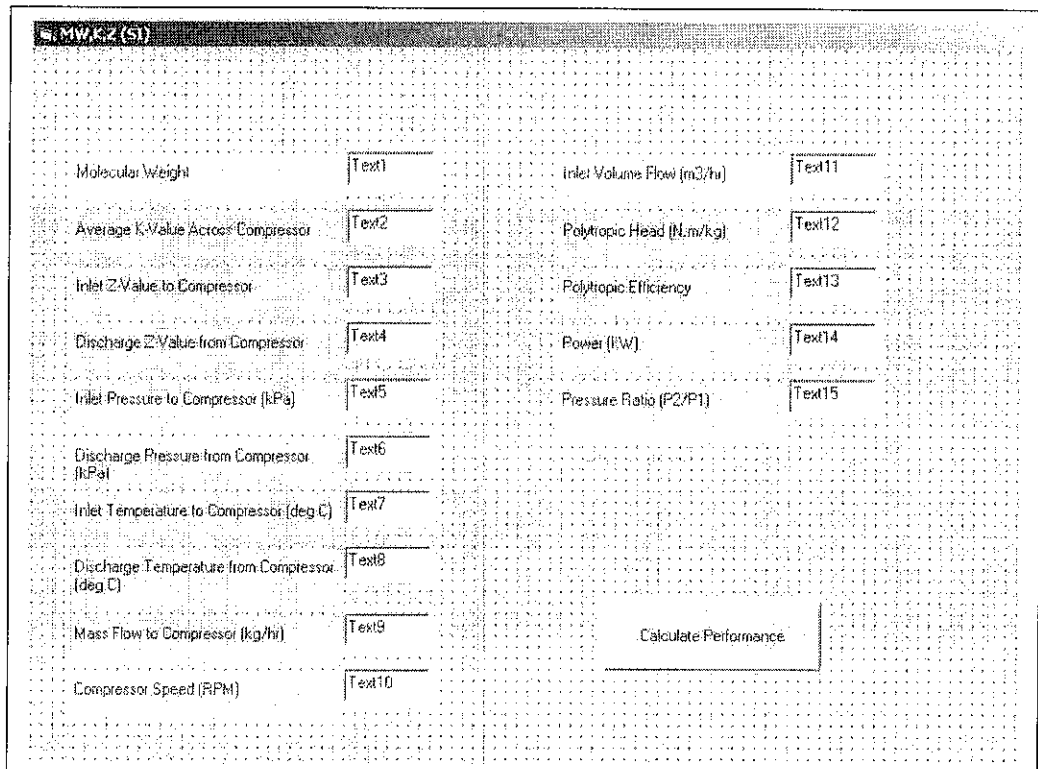 MW,K,Z (S1)
Molecular Weight
Text1
Average K-Value Across Compressor
Text2
Inlet Z-Value to Compressor
Text3
Discharge Z-Value from Compressor
Text4
Inlet Pressure to Compressor (kPa)
Text5
Discharge Pressure from Compressor
(kPa)
Text6
Inlet Temperature to Compressor (deg.C)
Text7
Discharge Temperature from Compressor
(deg.C)
Text8
Mass Flow to Compressor (kg/hr)
Text9
Compressor Speed (RPM)
Text10
Inlet Volume Flow (m3/hr)
Text11
Polytropic Head (N.m/kg)
Text12
Polytropic Efficiency
Text13
Power (kW)
Text14
Pressure Ratio (P2/P1)
Text15
Calculate Performance